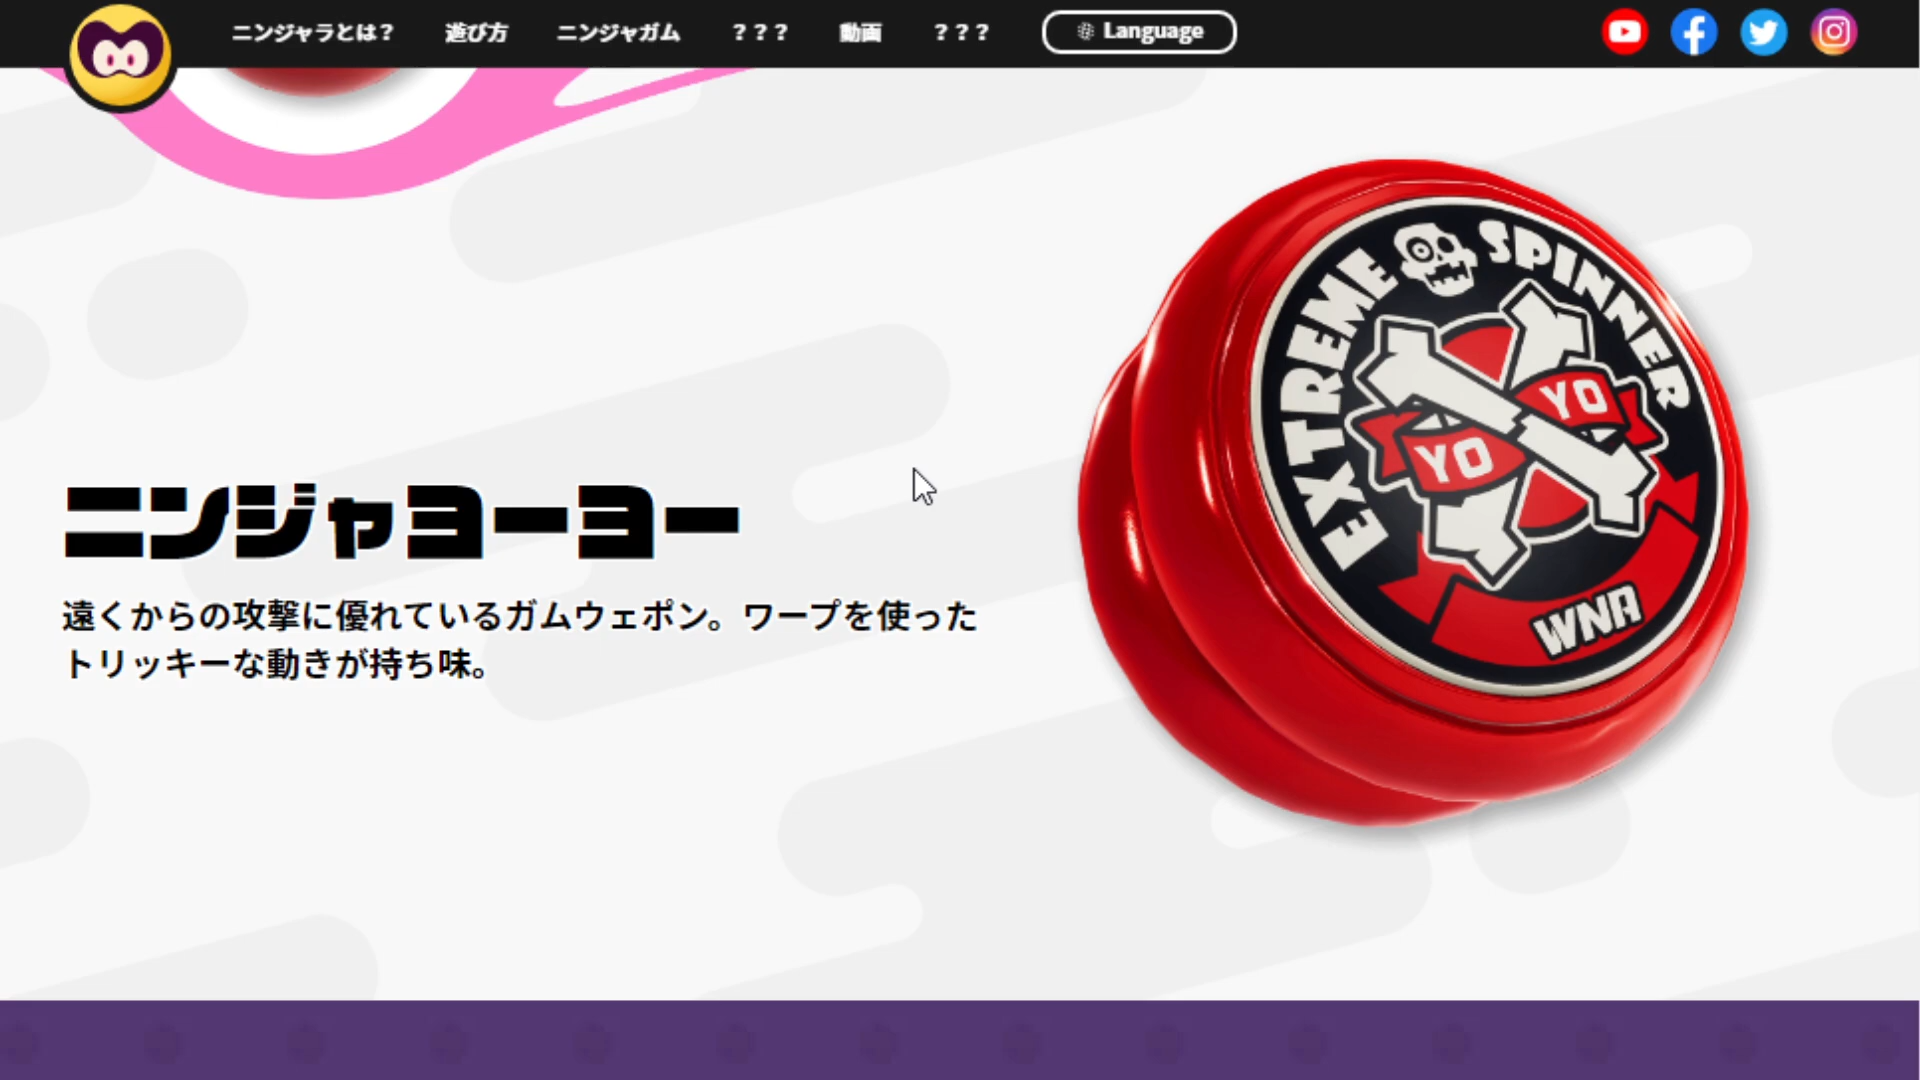 ニンジャラとは？
遊び方
ニンジャガム
？？？
動画
？？？
Language
EXTREME SPINNER
YO
YO
WNA
ニンジャヨーヨー
遠くからの攻撃に優れているガムウェポン。ワープを使った
トリッキーな動きが持ち味。